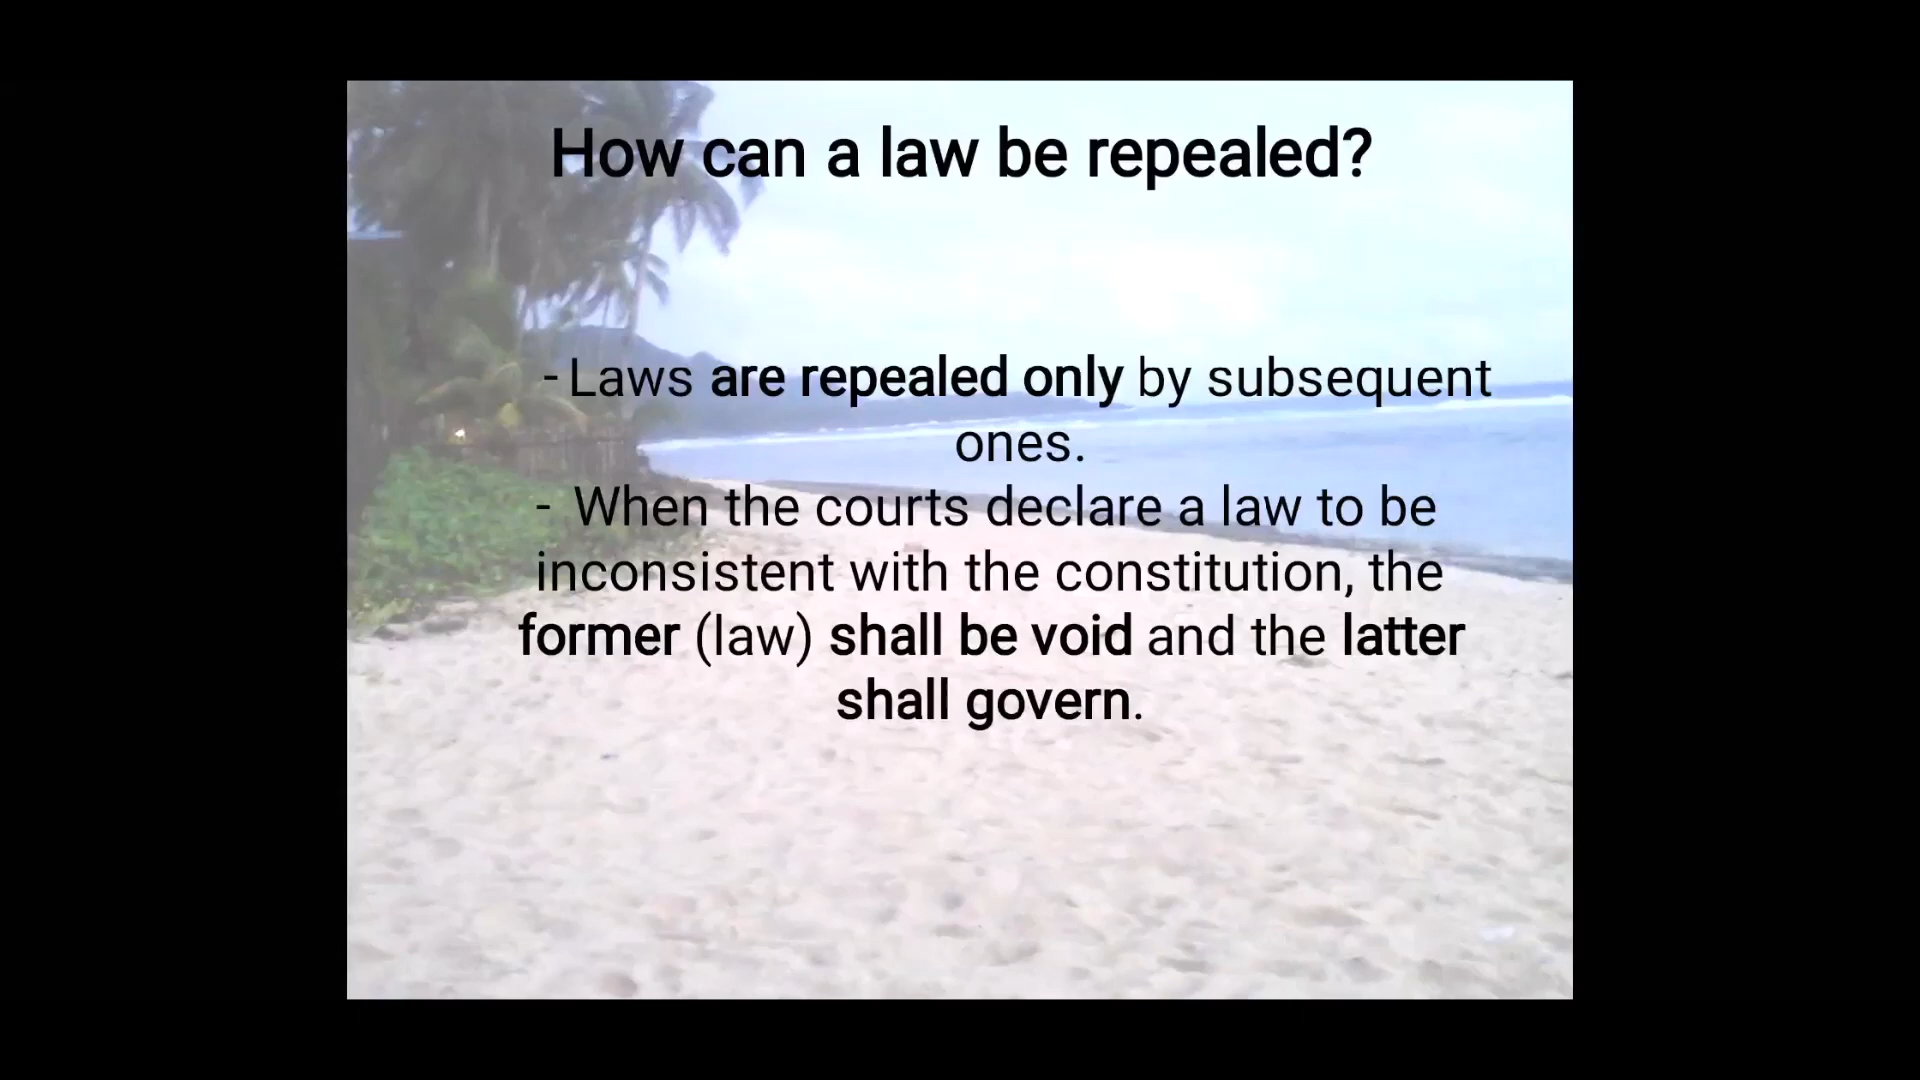 How can a law be repealed?
- Laws are repealed only by subsequent
ones.
- When the courts declare a law to be
inconsistent with the constitution, the
former (law) shall be void and the latter
shall govern.